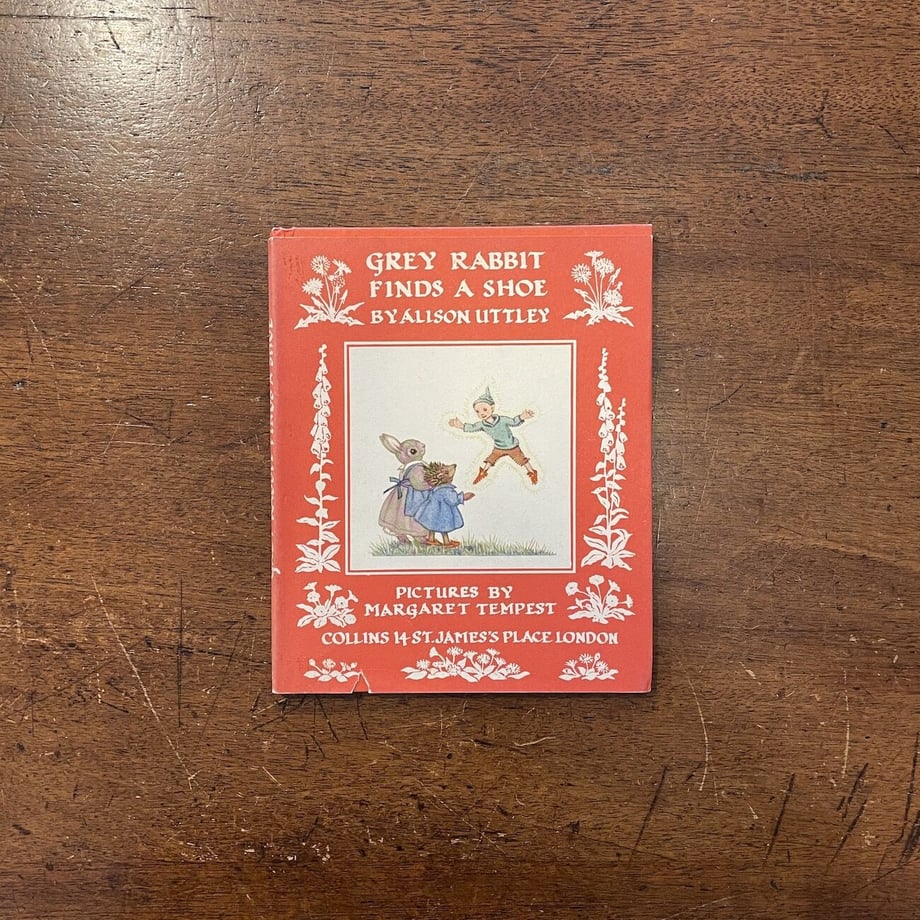 GREY RABBIT
FINDS A SHOE
BY ALISON UTTLEY
PICTURES BY
MARGARET TEMPEST
COLLINS 14 ST. JAMES'S PLACE LONDON